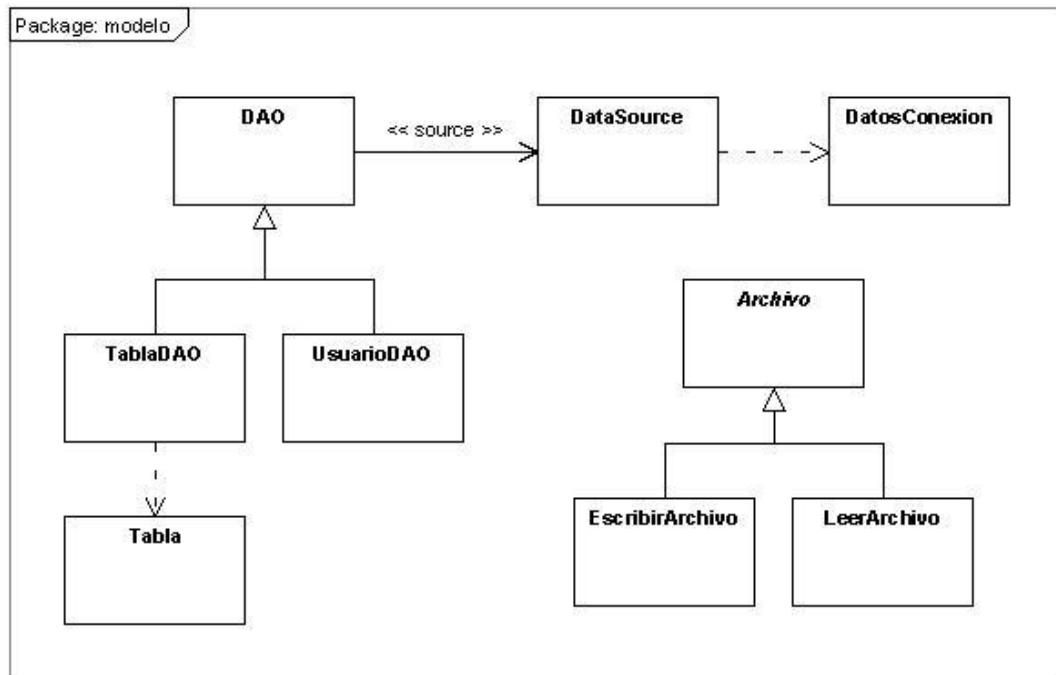 Package: modelo
DAO
<< source >>
DataSource
DatosConexion
Archivo
TablaDAO
UsuarioDAO
EscribirArchivo
LeerArchivo
Tabla